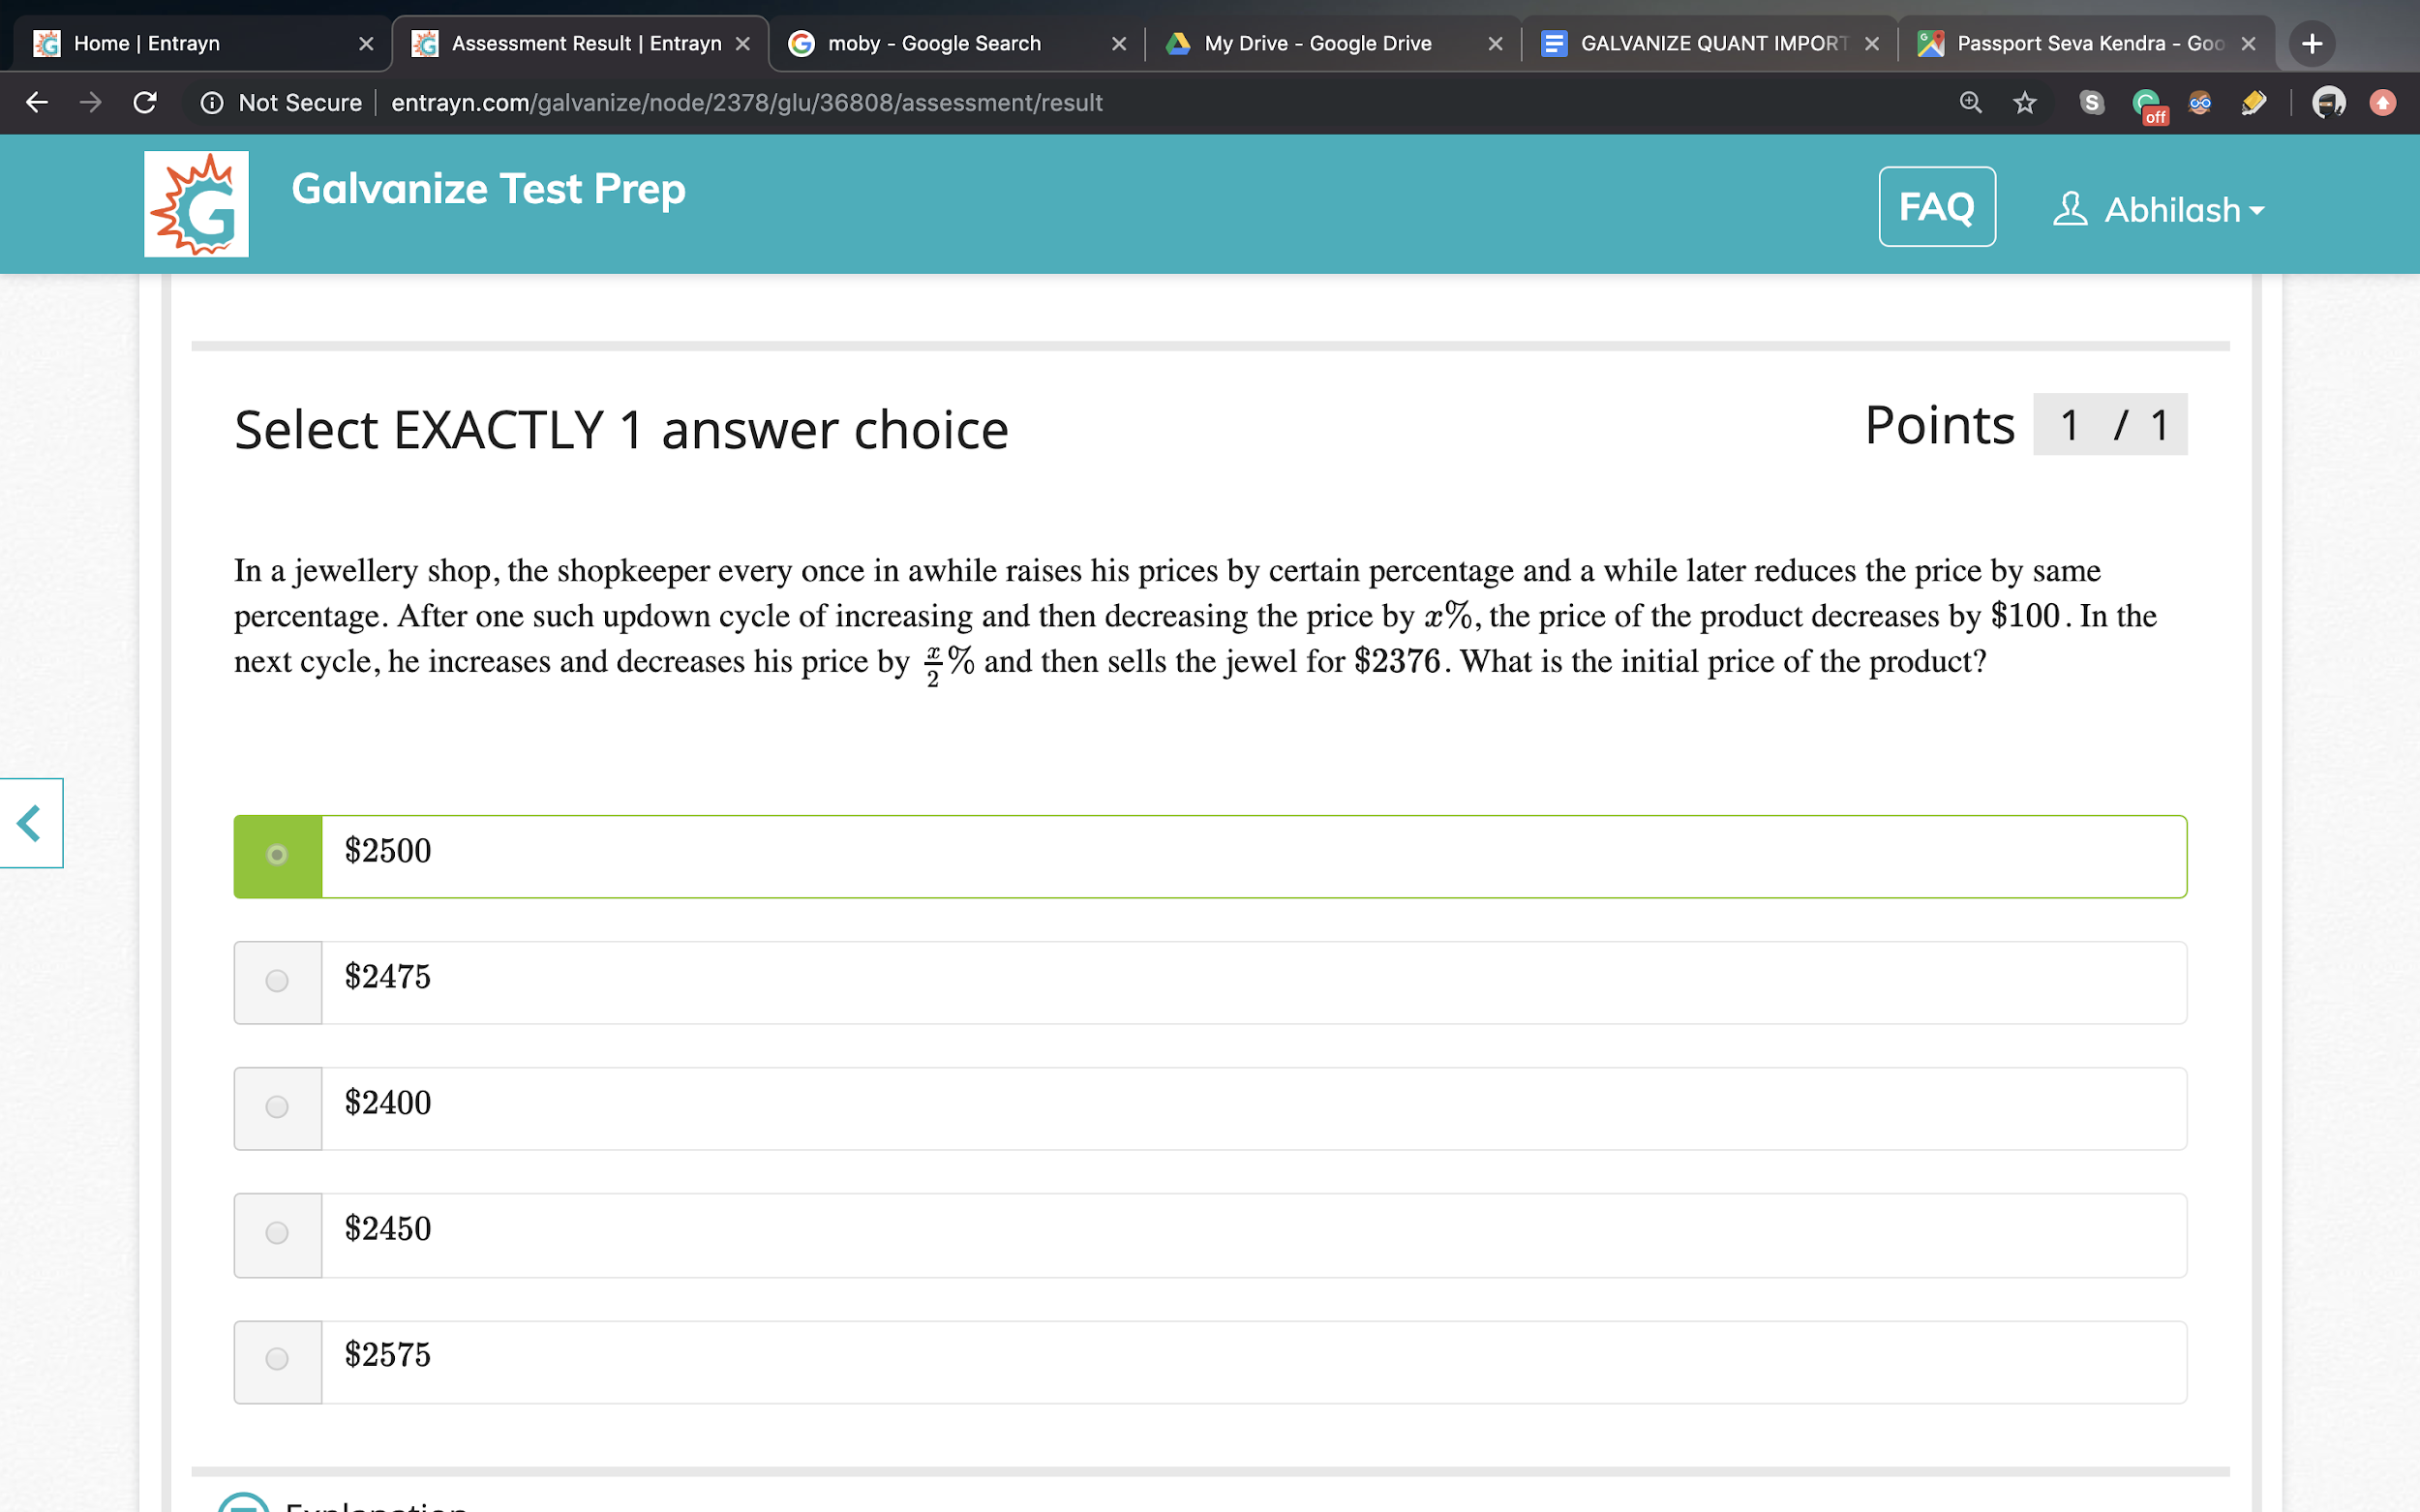 Home | Entrayn
Assessment Result | Entrayn
moby - Google Search
My Drive - Google Drive
GALVANIZE QUANT IMPORT
Passport Seva Kendra - Goo
Not Secure
entrayn.com/galvanize/node/2378/glu/36808/assessment/result
S
off
G
Galvanize Test Prep
FAQ
Abhilash
Select EXACTLY 1 answer choice
Points 1 / 1
In a jewellery shop, the shopkeeper every once in awhile raises his prices by certain percentage and a while later reduces the price by same
percentage. After one such updown cycle of increasing and then decreasing the price by x%, the price of the product decreases by $100. In the
next cycle, he increases and decreases his price by x/2% and then sells the jewel for $2376. What is the initial price of the product?
$2500
$2475
$2400
$2450
$2575
Explanation